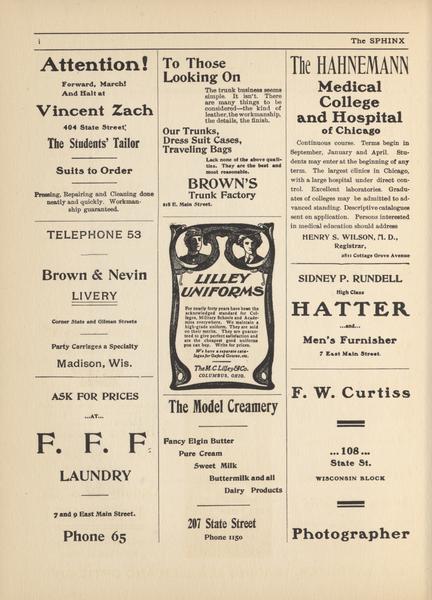 i
The SPHINX
Attention!
Forward, March!
And Halt at
Vincent Zach
404 State Street,
The Students' Tailor
Suits to Order
Pressing, Repairing and Cleaning done
neatly and quickly. Workman-
ship guaranteed.
TELEPHONE 53
Brown & Nevin
LIVERY
Corner State and Gilman Streets
Party Carriages a Specialty
Madison, Wis.
ASK FOR PRICES
...AT...
F. F. F.
LAUNDRY
7 and 9 East Main Street.
Phone 65
To Those
Looking On
The trunk business seems
simple. It isn't. There
are many things to be
considered—the kind of
leather, the workmanship,
the details, the finish.
Our Trunks,
Dress Suit Cases,
Traveling Bags
Lack none of the above quali-
ties. They are the best and
most reasonable.
BROWN'S
Trunk Factory
118 E. Main Street.
LILLEY
UNIFORMS
For nearly forty years have been the
acknowledged standard for Col-
leges, Military Schools and Acade-
mies everywhere. We maintain a
high-grade uniform. They are sold
on their merits. They are guaran-
teed to give perfect satisfaction and
are the cheapest good uniforms
you can buy. Write for prices.
We have a separate cata-
logue for Oxford Gowns, etc.
The M.C. Lilley & Co.
COLUMBUS, OHIO.
The Model Creamery
Fancy Elgin Butter
Pure Cream
Sweet Milk
Buttermilk and all
Dairy Products
207 State Street
Phone 1150
The HAHNEMANN
Medical
College
and Hospital
of Chicago
Continuous course. Terms begin in
September, January and April. Stu-
dents may enter at the beginning of any
term. The largest clinics in Chicago,
with a large hospital under direct con-
trol. Excellent laboratories. Gradu-
ates of colleges may be admitted to ad-
vanced standing. Descriptive catalogues
sent on application. Persons interested
in medical education should address
HENRY S. WILSON, M. D.,
Registrar,
2811 Cottage Grove Avenue
SIDNEY P. RUNDELL
High Class
HATTER
...and...
Men's Furnisher
7 East Main Street.
F. W. Curtiss
...108...
State St.
WISCONSIN BLOCK
Photographer